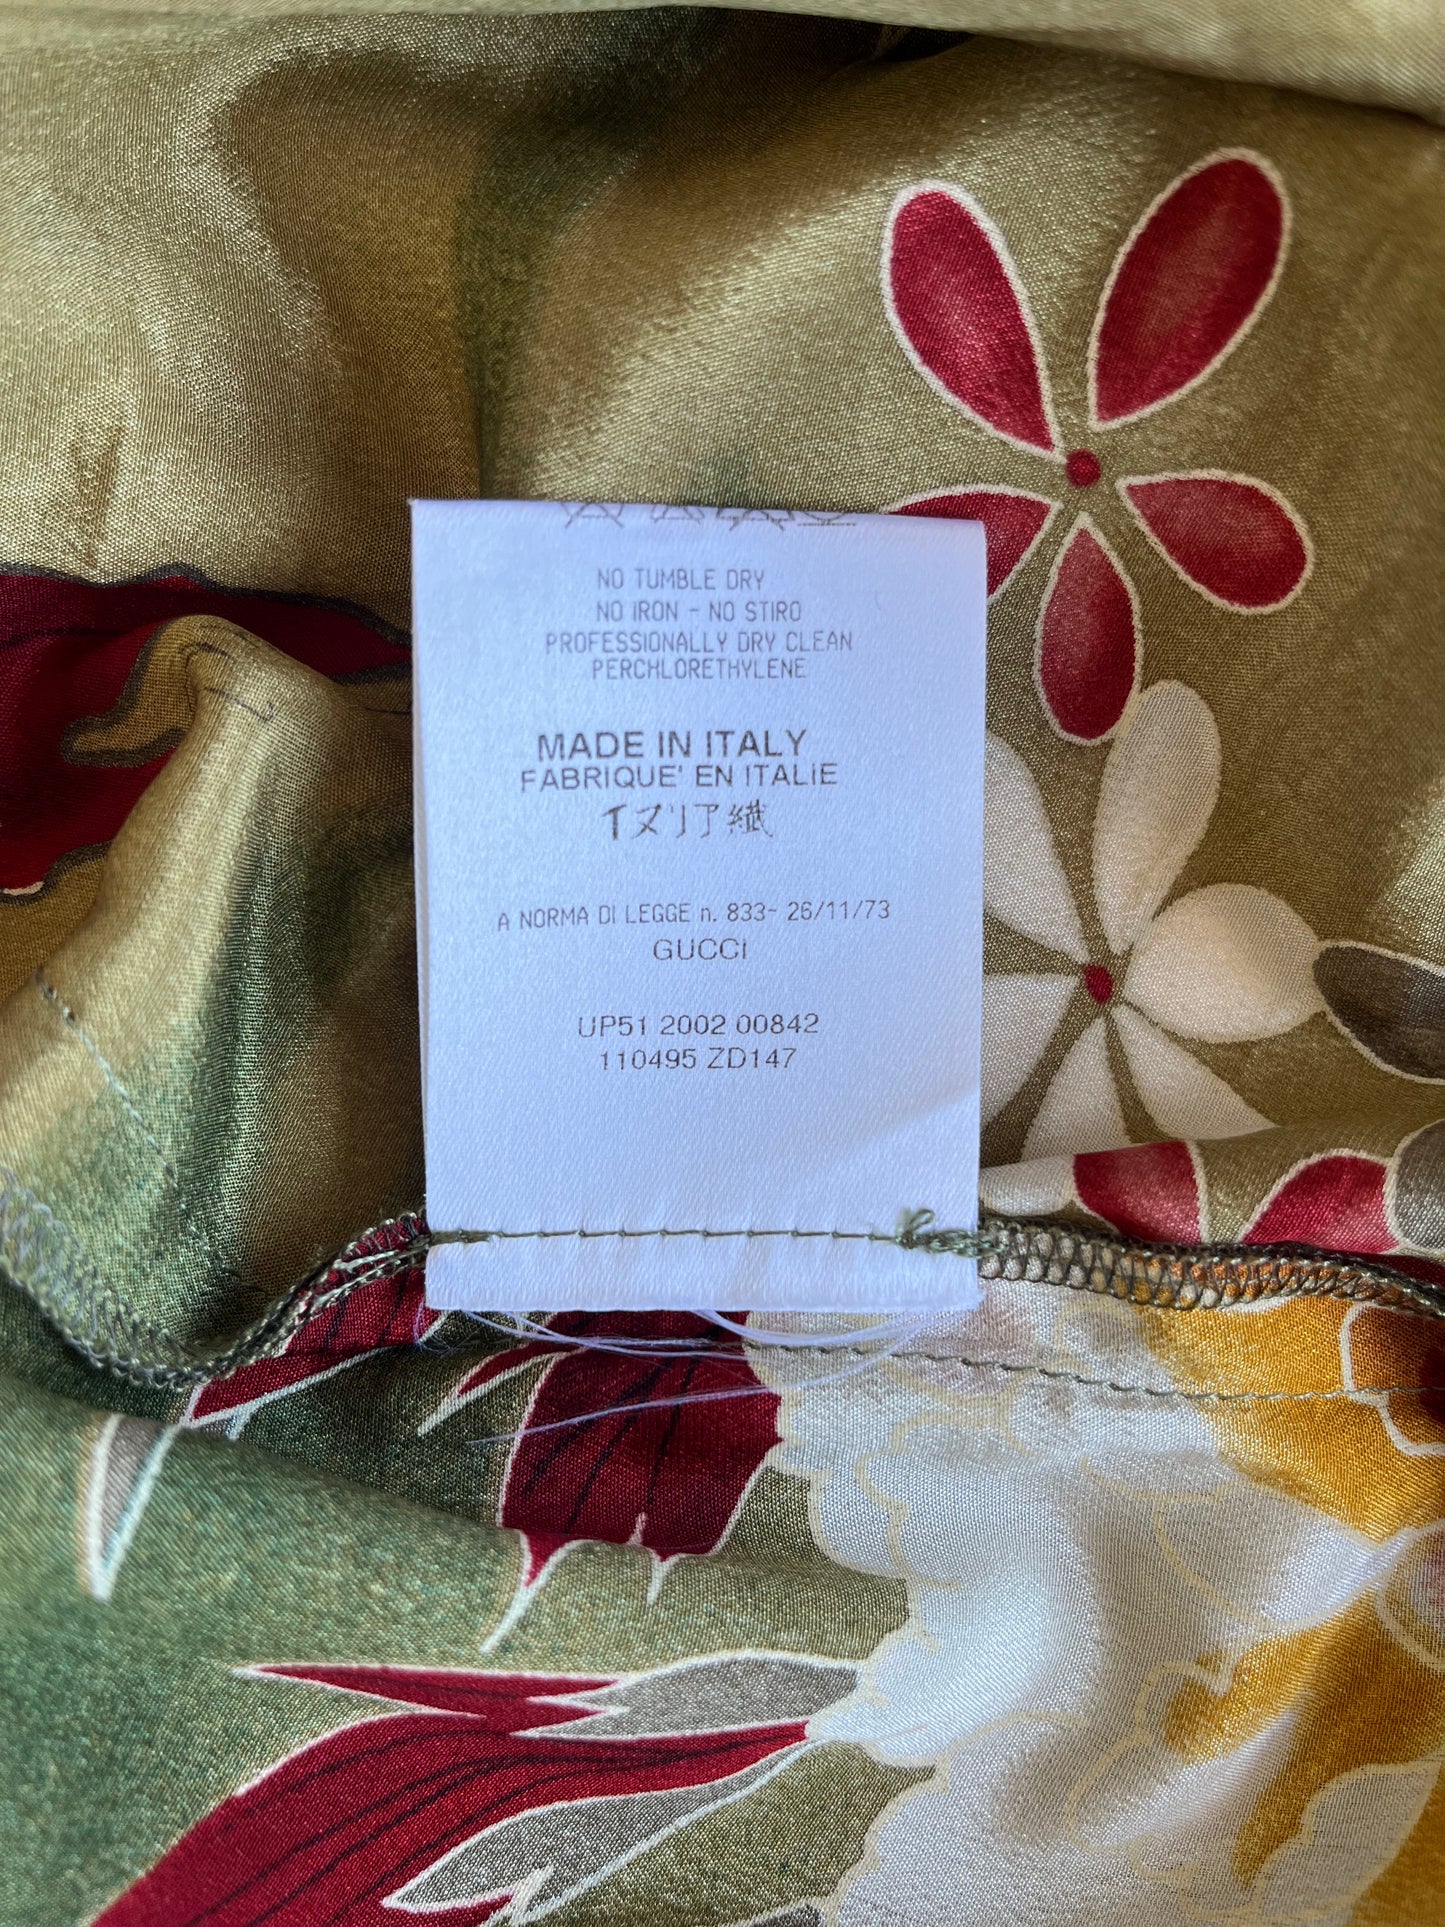 NO TUMBLE DRY
NO IRON - NO STIRO
PROFESSIONALLY DRY CLEAN
PERCHLORETHYLENE
MADE IN ITALY
FABRIQUE' EN ITALIE
イタリア
A NORMA DI LEGGE n. 833- 26/11/73
GUCCI
UP51 2002 00842
110495 ZD147